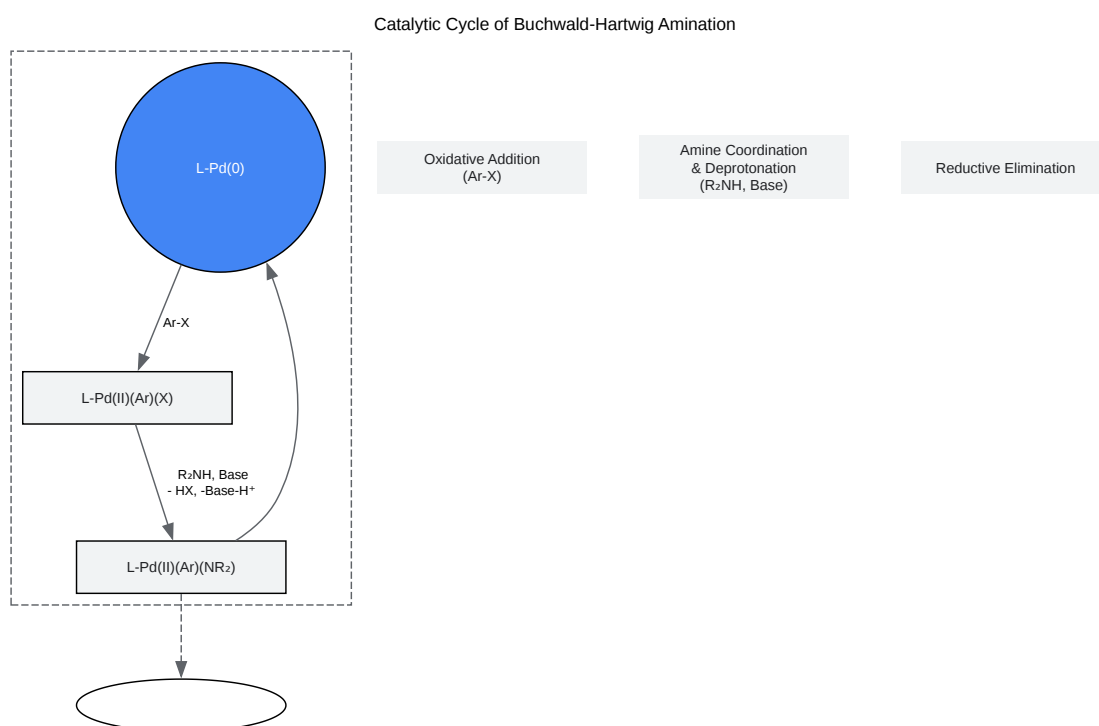 Catalytic Cycle of Buchwald-Hartwig Amination
L-Pd(0)
Oxidative Addition
(Ar-X)
Amine Coordination
& Deprotonation
(R₂NH, Base)
Reductive Elimination
Ar-X
L-Pd(II)(Ar)(X)
R₂NH, Base
- HX, -Base-H⁺
L-Pd(II)(Ar)(NR₂)